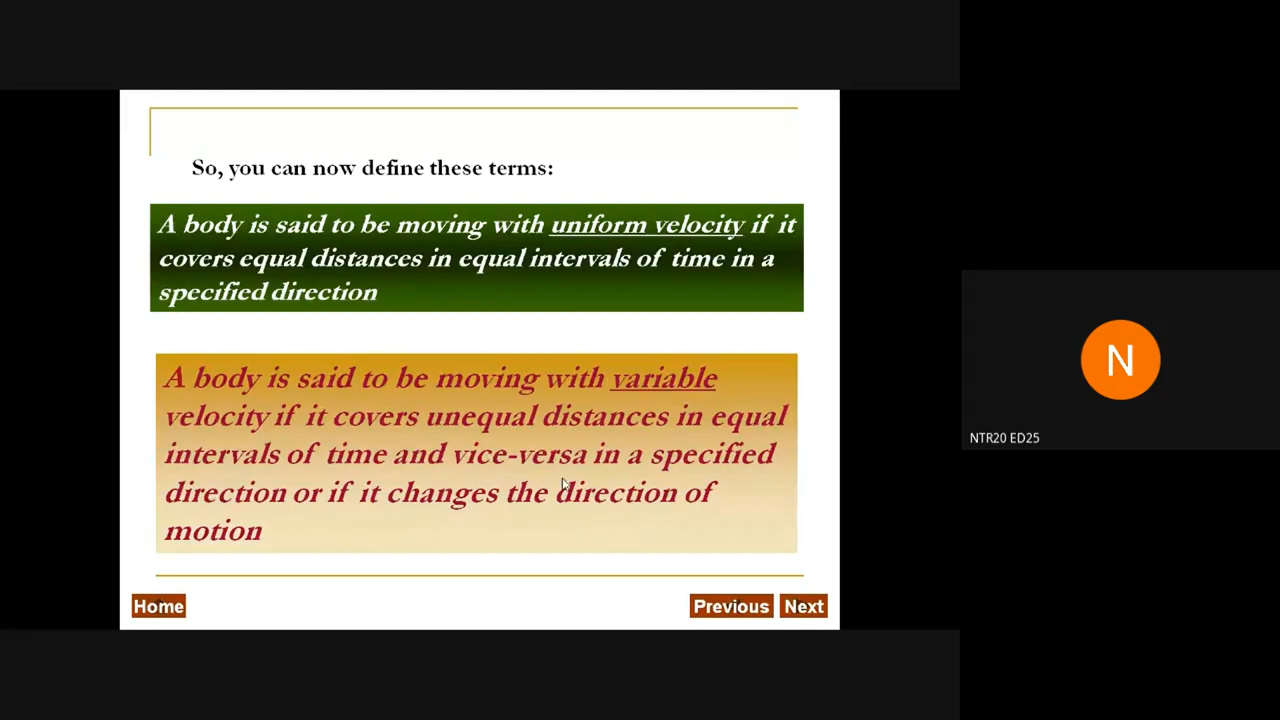 So, you can now define these terms:
A body is said to be moving with uniform velocity if it
covers equal distances in equal intervals of time in a
specified direction
A body is said to be moving with variable
velocity if it covers unequal distances in equal
intervals of time and vice-versa in a specified
direction or if it changes the direction of
motion
Home
Previous
Next
N
NTR20 ED25